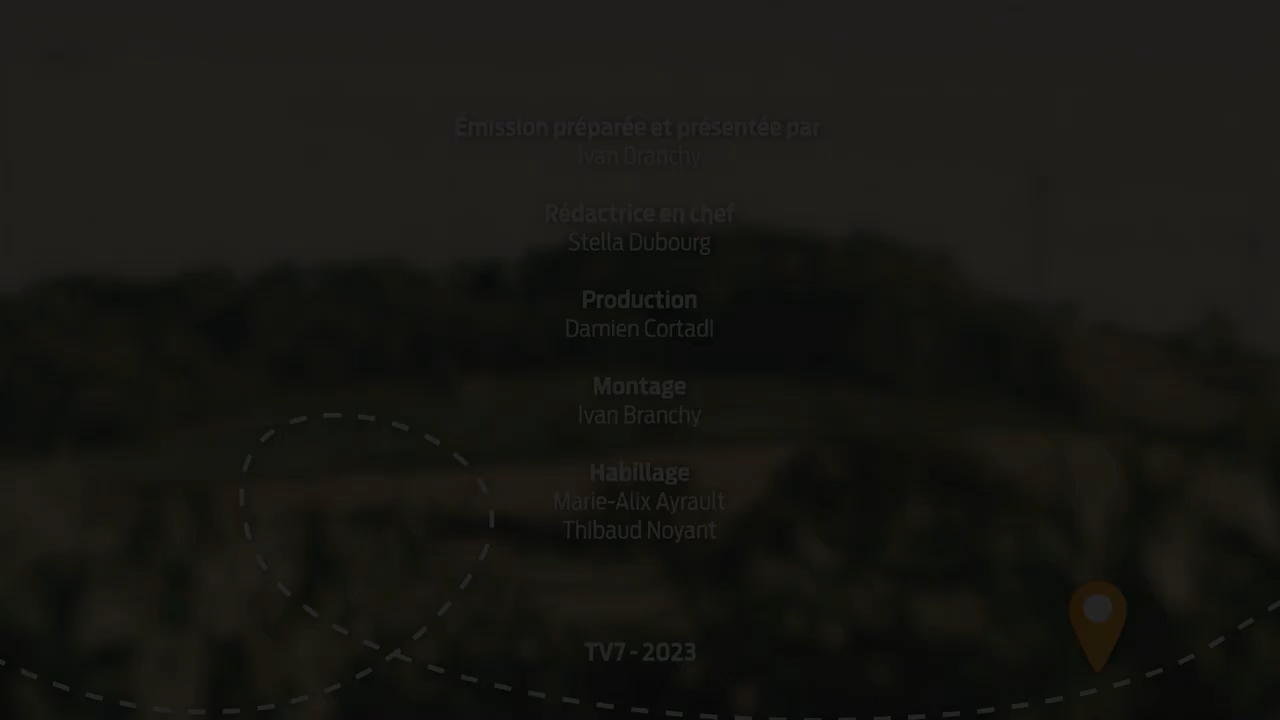 Émission préparée et présentée par
Ivan Branchy
Rédactrice en chef
Stella Dubourg
Production
Damien Cortadi
Montage
Ivan Branchy
Habillage
Marie-Alix Ayrault
Thibaud Noyant
TV7 - 2023